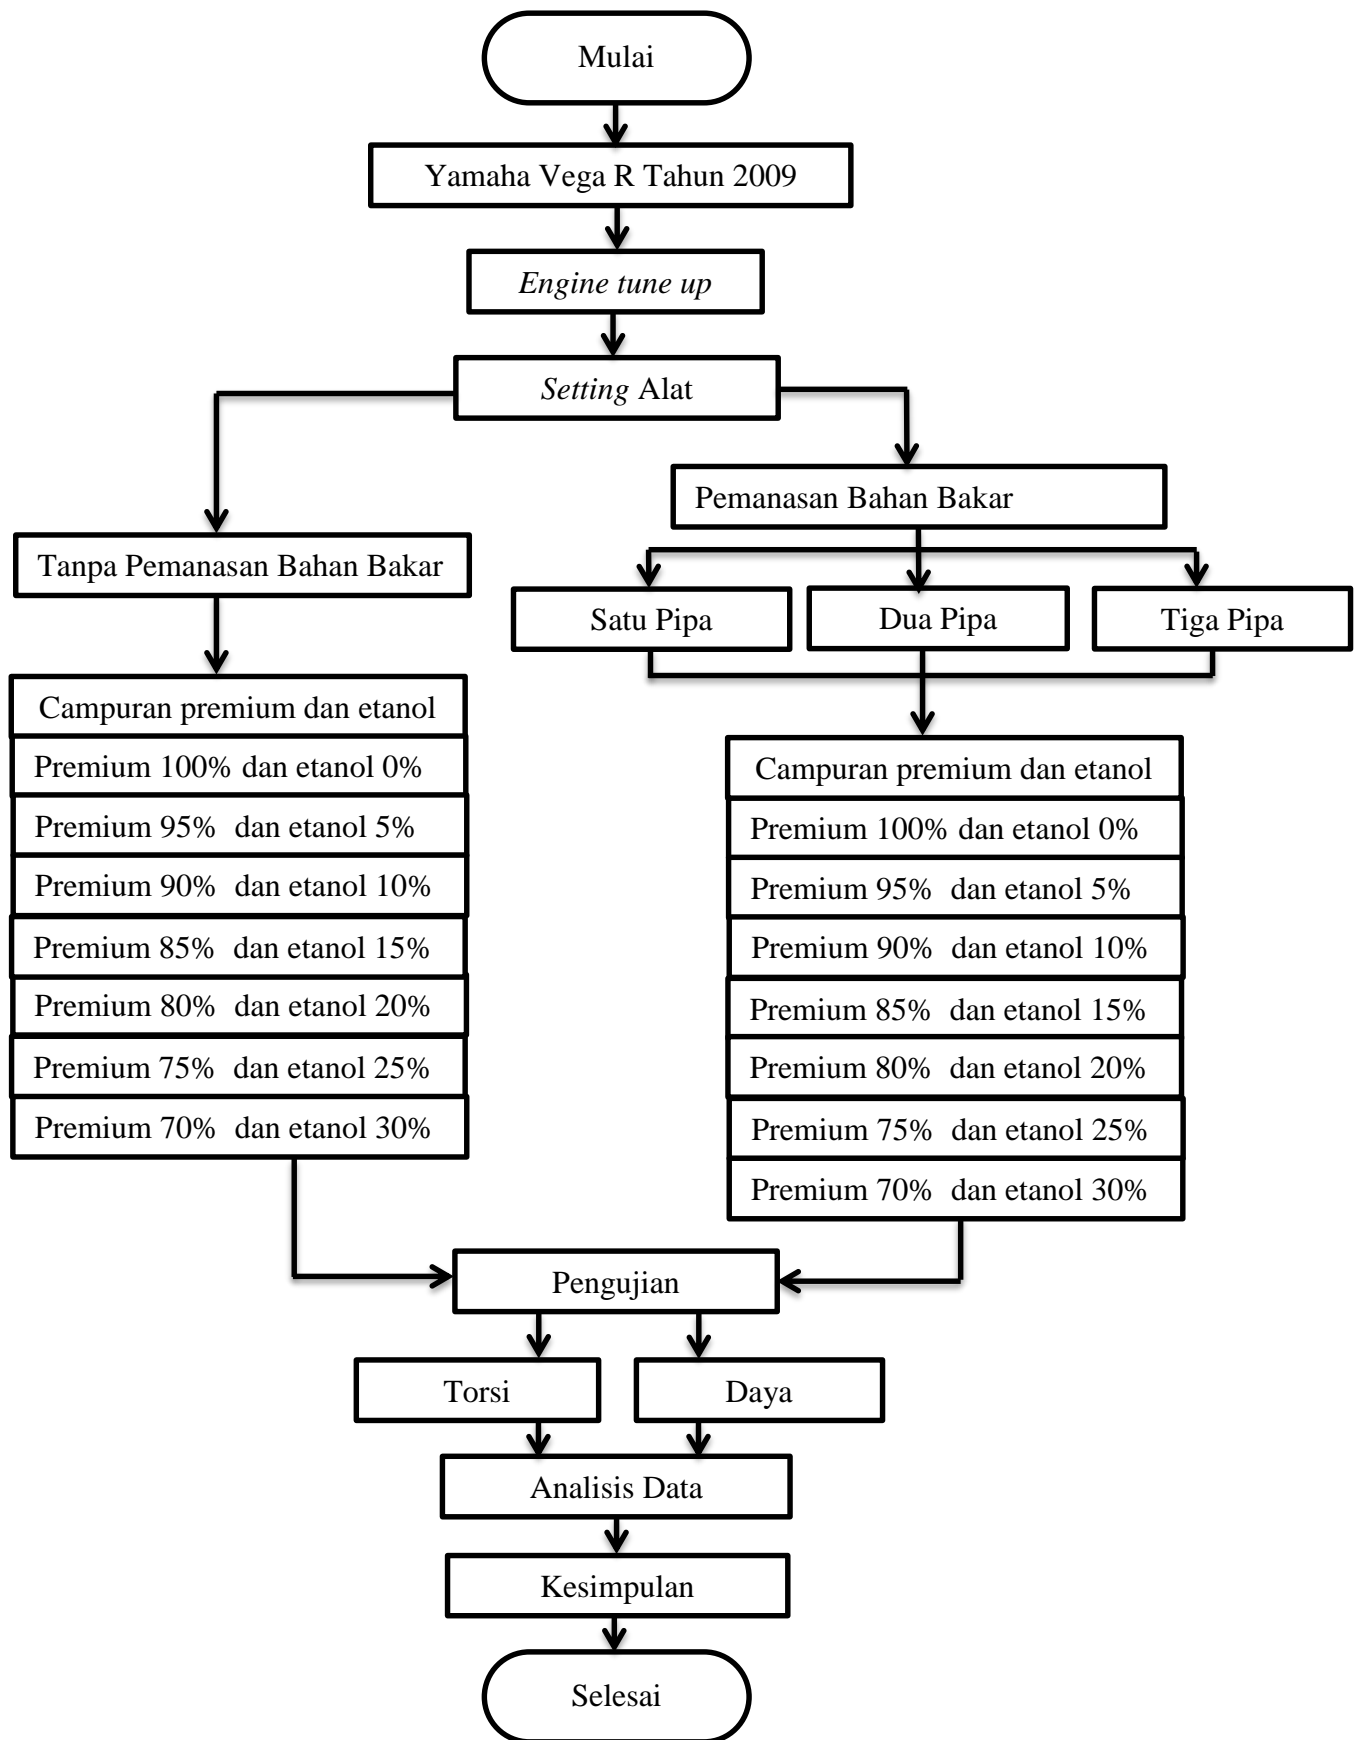 Mulai
Yamaha Vega R Tahun 2009
Engine tune up
Setting Alat
Pemanasan Bahan Bakar
Tanpa Pemanasan Bahan Bakar
Satu Pipa
Dua Pipa
Tiga Pipa
Campuran premium dan etanol
Premium 100% dan etanol 0%
Premium 95% dan etanol 5%
Premium 90% dan etanol 10%
Premium 85% dan etanol 15%
Premium 80% dan etanol 20%
Premium 75% dan etanol 25%
Premium 70% dan etanol 30%
Campuran premium dan etanol
Premium 100% dan etanol 0%
Premium 95% dan etanol 5%
Premium 90% dan etanol 10%
Premium 85% dan etanol 15%
Premium 80% dan etanol 20%
Premium 75% dan etanol 25%
Premium 70% dan etanol 30%
Pengujian
Torsi
Daya
Analisis Data
Kesimpulan
Selesai